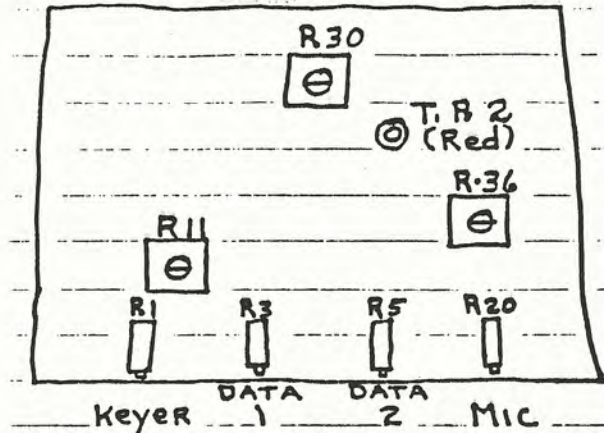 R30
T. R 2
(Red)
R.36
R11
R1 R3 R5 R20
DATA DATA
Keyer 1 2 MIC